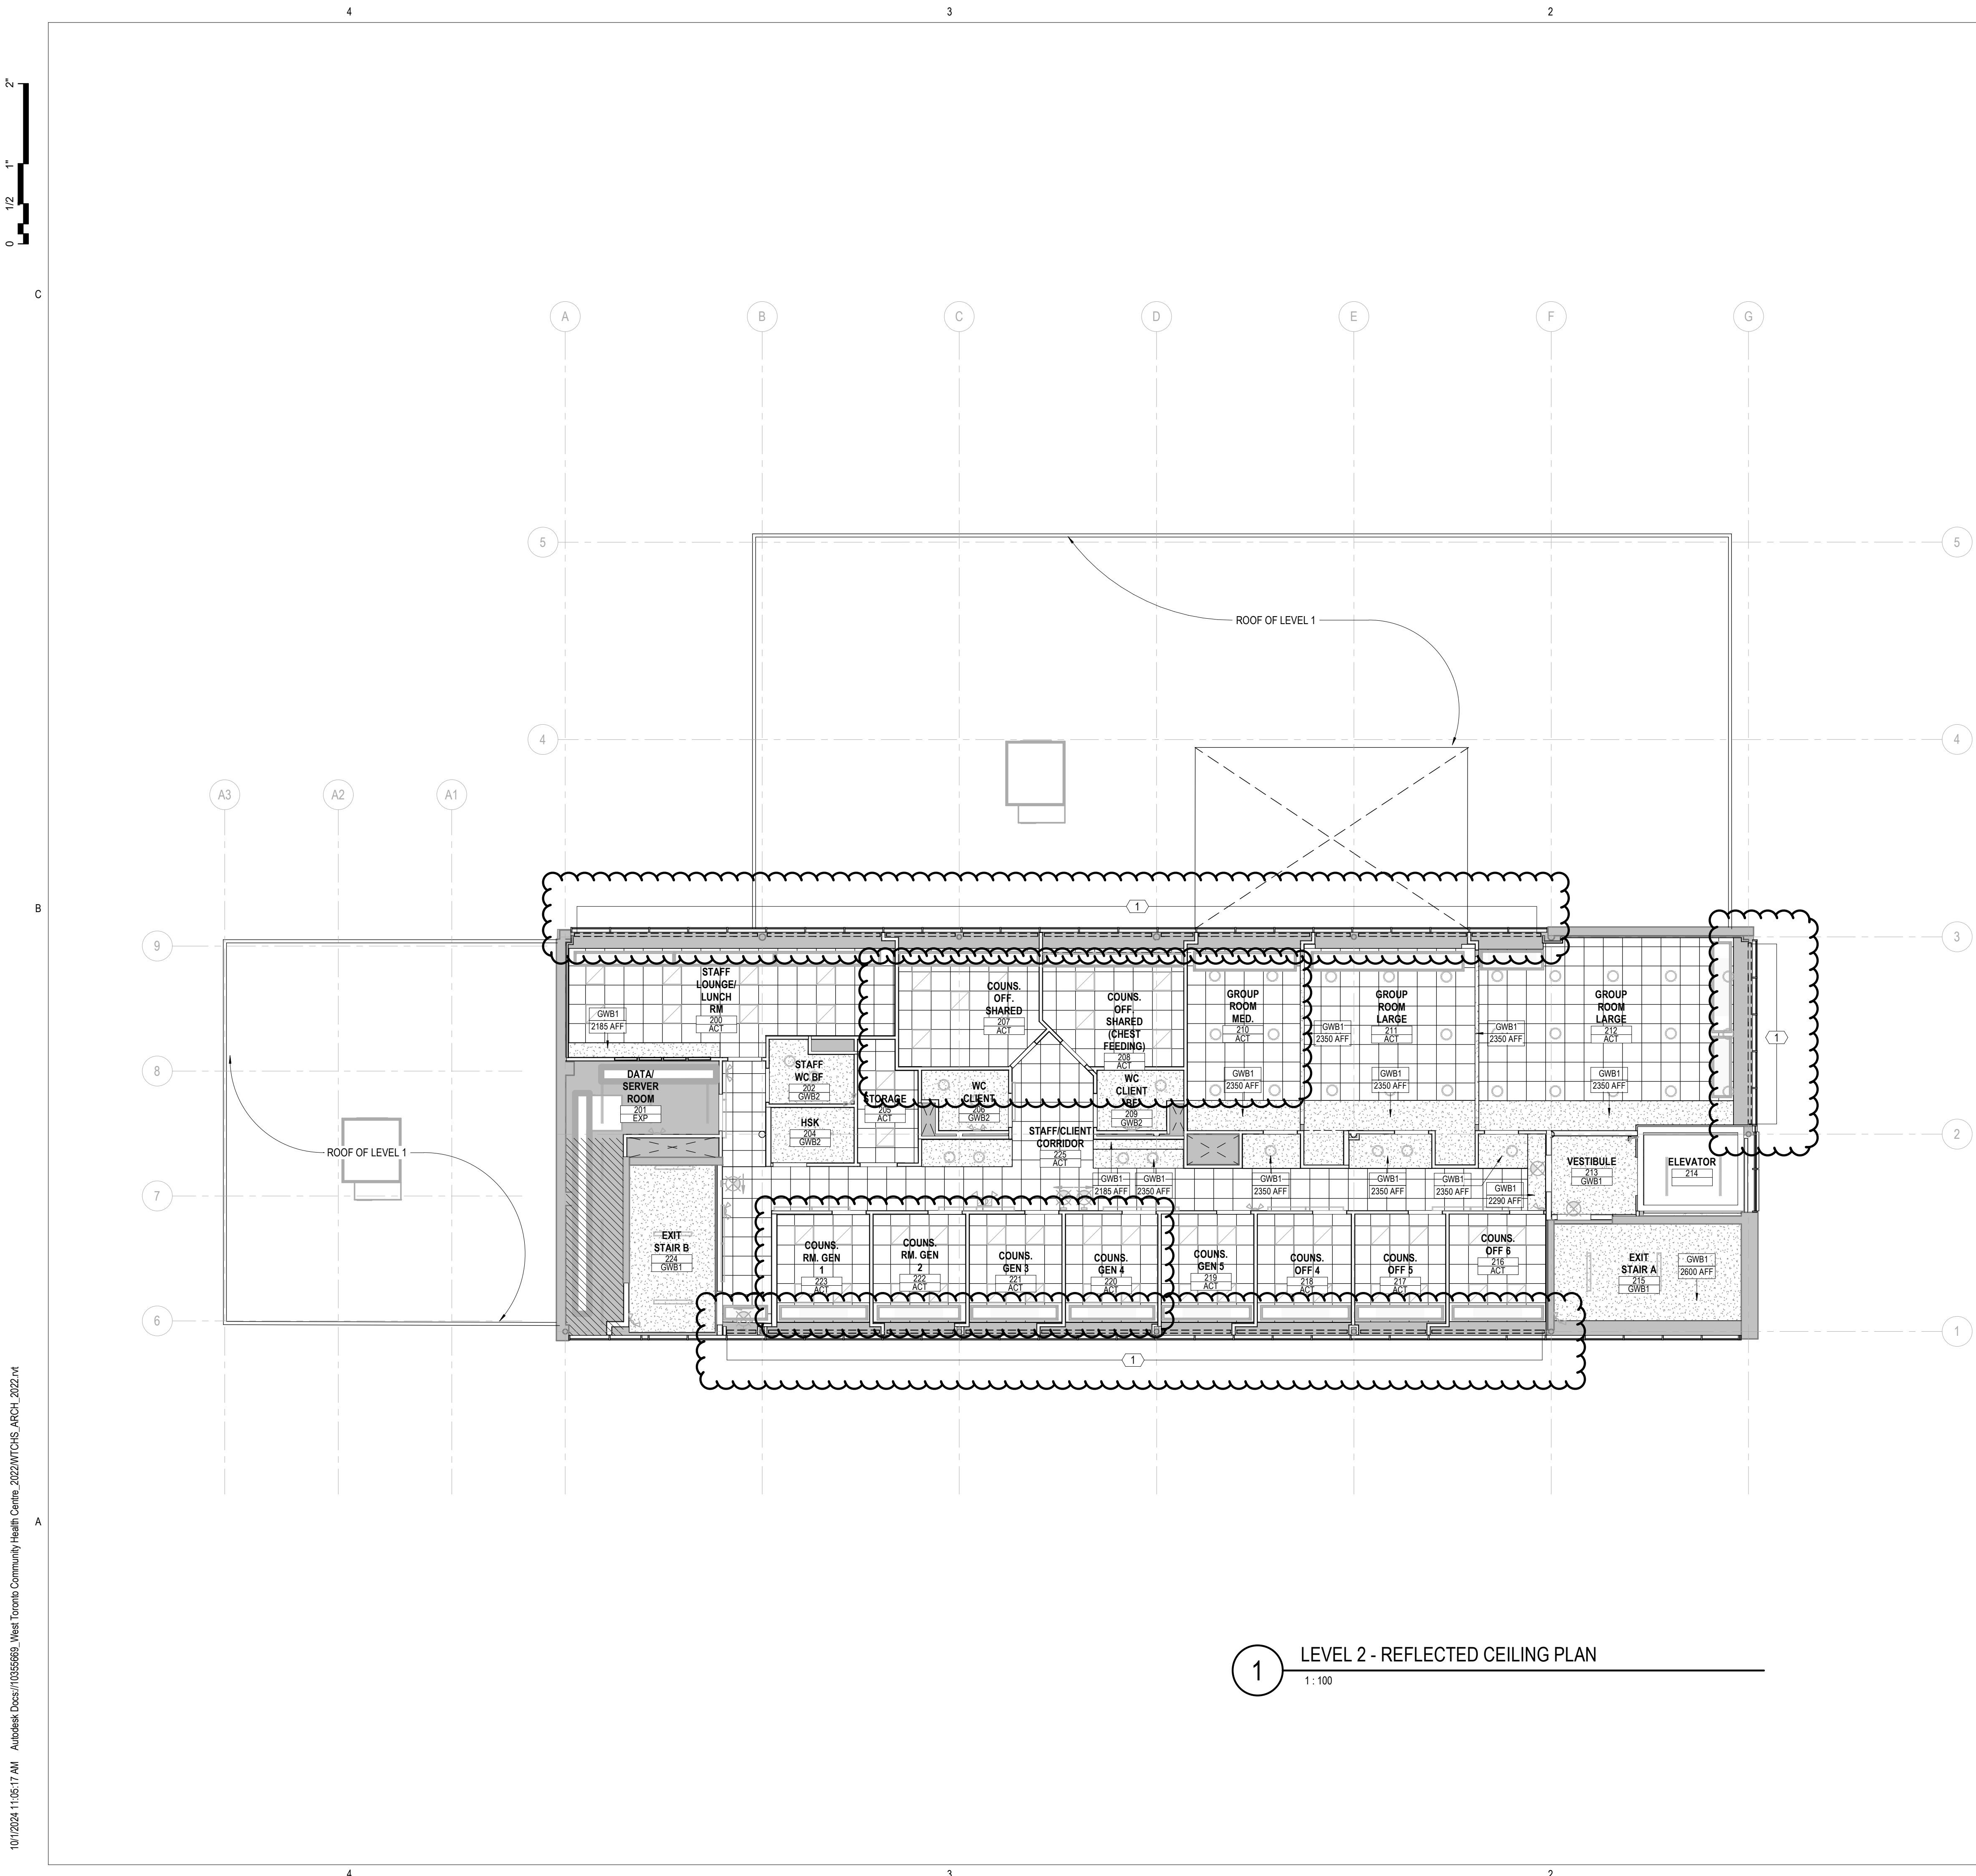 4
3
2
2"
1"
1/2
0
C
A
B
C
D
E
F
G
5
5
ROOF OF LEVEL 1
4
4
A3
A2
A1
1
B
9
3
STAFF
LOUNGE/
LUNCH
RM
200
ACT
GWB1
2185 AFF
COUNS.
OFF.
SHARED
207
ACT
COUNS.
OFF.
SHARED
(CHEST
FEEDING)
208
ACT
GROUP
ROOM
MED.
210
ACT
GWB1
2350 AFF
GROUP
ROOM
LARGE
211
ACT
GWB1
2350 AFF
GWB1
2350 AFF
GWB1
2350 AFF
GROUP
ROOM
LARGE
212
ACT
GWB1
2350 AFF
1
8
DATA/
SERVER
ROOM
201
EXP
STAFF
WC BF
202
GWB2
HSK
204
GWB2
STORAGE
205
ACT
WC
CLIENT
206
GWB2
WC
CLIENT
BF
209
GWB2
STAFF/CLIENT
CORRIDOR
225
ACT
2
ROOF OF LEVEL 1
VESTIBULE
213
GWB1
ELEVATOR
214
GWB1
2185 AFF
GWB1
2350 AFF
GWB1
2350 AFF
GWB1
2350 AFF
GWB1
2350 AFF
GWB1
2290 AFF
7
EXIT
STAIR B
224
GWB1
COUNS.
RM. GEN
1
223
ACT
COUNS.
RM. GEN
2
222
ACT
COUNS.
GEN 3
221
ACT
COUNS.
GEN 4
220
ACT
COUNS.
GEN 5
219
ACT
COUNS.
OFF 4
218
ACT
COUNS.
OFF 5
217
ACT
COUNS.
OFF 6
216
ACT
EXIT
STAIR A
215
GWB1
GWB1
2600 AFF
6
1
1
A
1
LEVEL 2 - REFLECTED CEILING PLAN
1 : 100
10/1/2024 11:05:17 AM Autodesk Docs://10355669_West Toronto Community Health Centre_2022/WTCHS_ARCH_2022.rvt
4
3
2